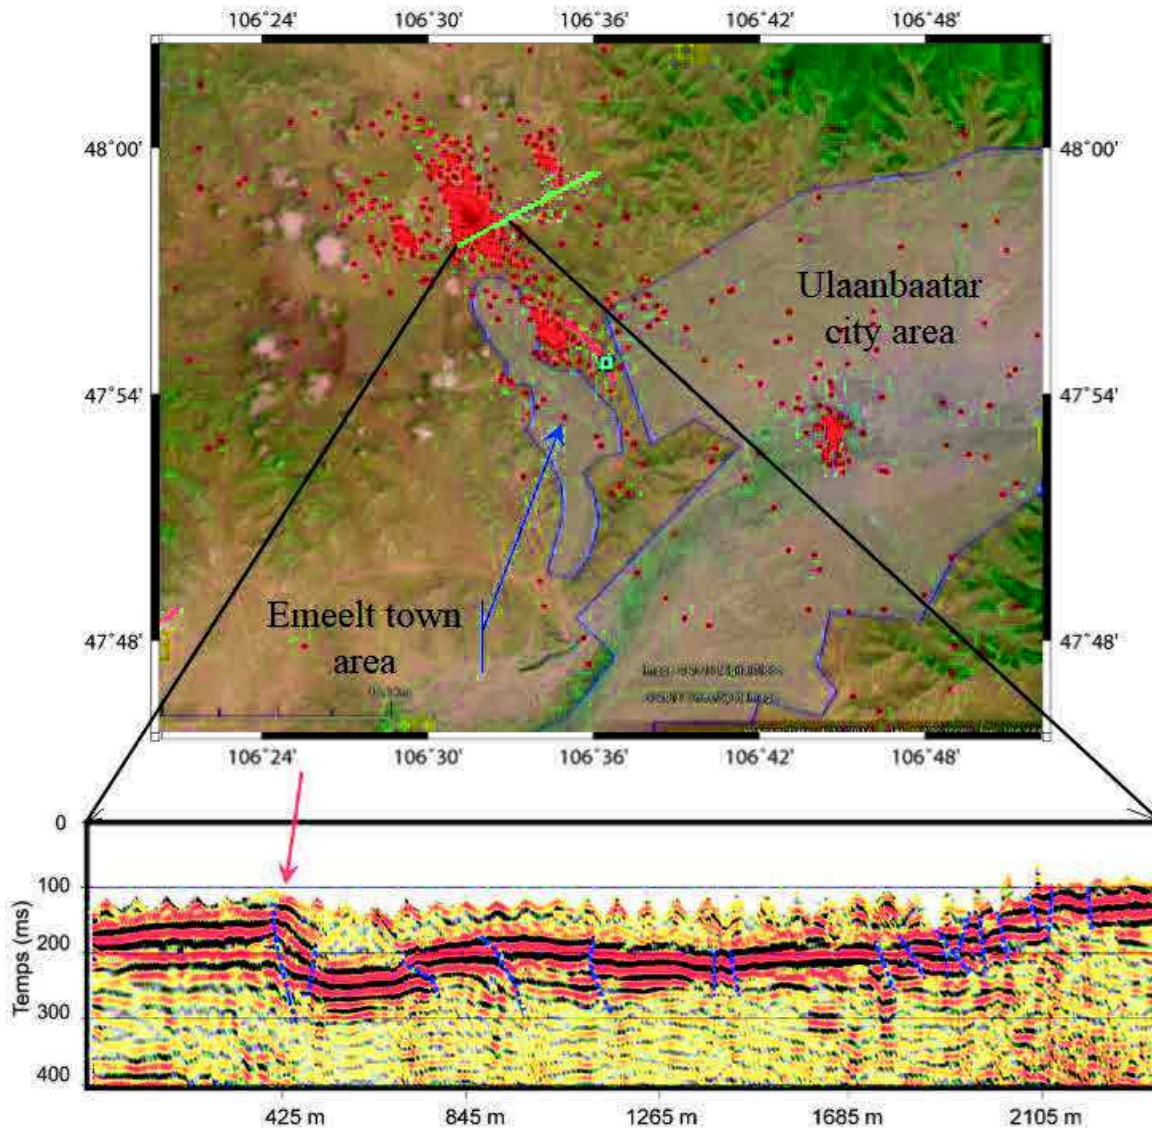 106°24' 106°30' 106°36' 106°42' 106°48'
48°00' 48°00'
Ulaanbaatar
city area
47°54' 47°54'
Emeelt town
area
47°48' 47°48'
106°24' 106°30' 106°36' 106°42' 106°48'
0
100
200
300
400
Temps (ms)
425 m 845 m 1265 m 1685 m 2105 m